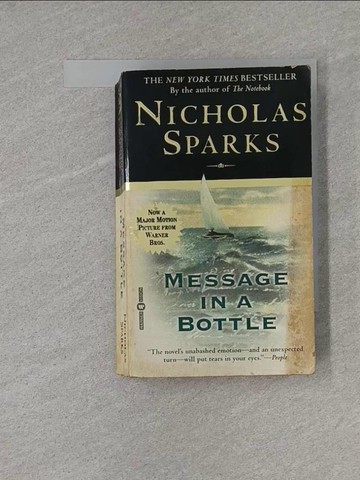 THE NEW YORK TIMES BESTSELLER
By the author of The Notebook
NICHOLAS
SPARKS
NOW A
MAJOR MOTION
PICTURE FROM
WARNER
BROS.
MESSAGE
IN A
BOTTLE
"The novel's unabashed emotion—and an unexpected
turn—will put tears in your eyes." —People